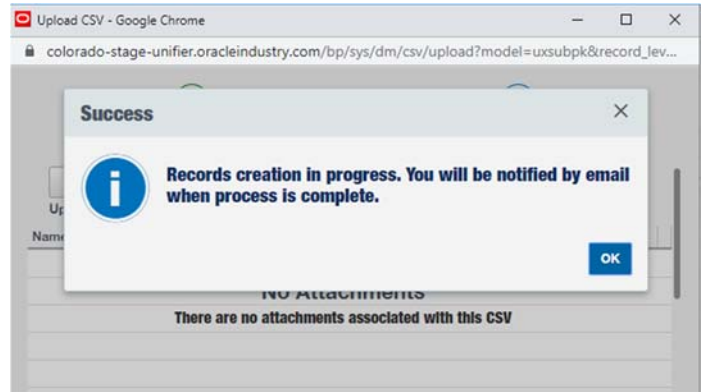 Upload CSV - Google Chrome
colorado-stage-unifier.oracleindustry.com/bp/sys/dm/csv/upload?model=uxsubpk&record_lev...
Success
Records creation in progress. You will be notified by email
when process is complete.
OK
No Attachments
There are no attachments associated with this CSV